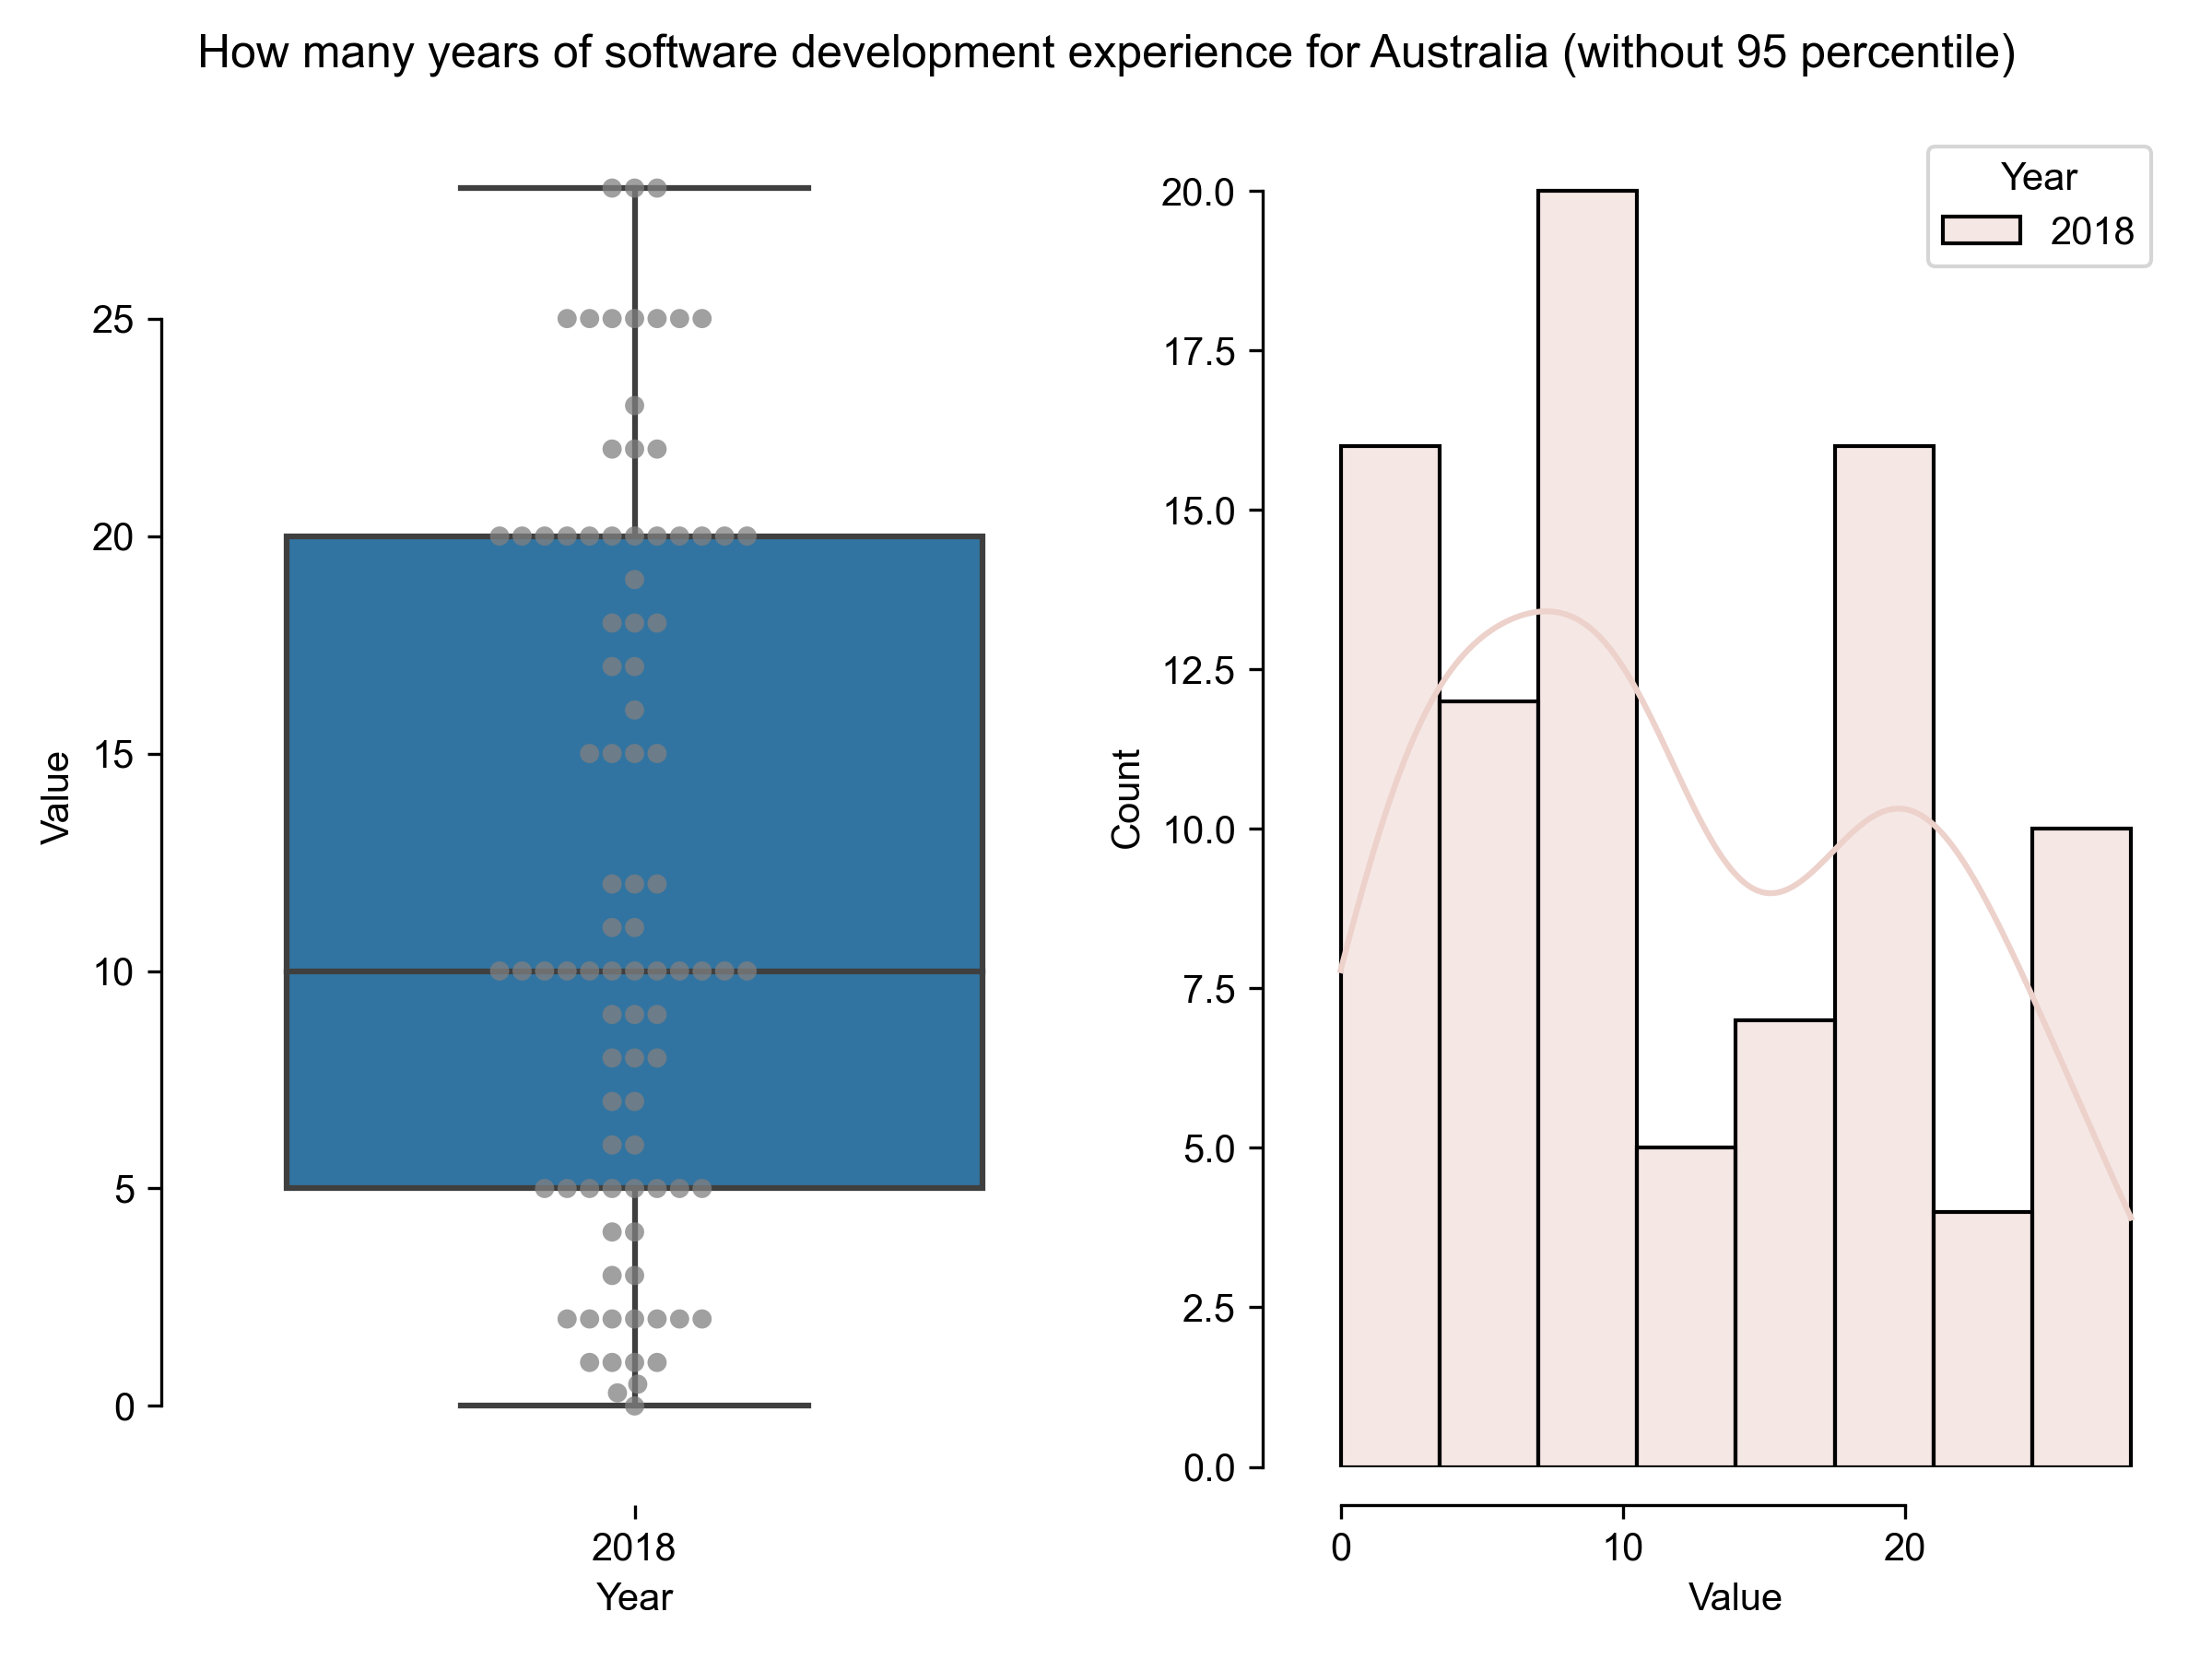 How many years of software development experience for Australia (without 95 percentile)
25
20
15
10
5
0
Value
2018
Year
20.0
17.5
15.0
12.5
10.0
7.5
5.0
2.5
0.0
Count
0 10 20
Value
Year
2018